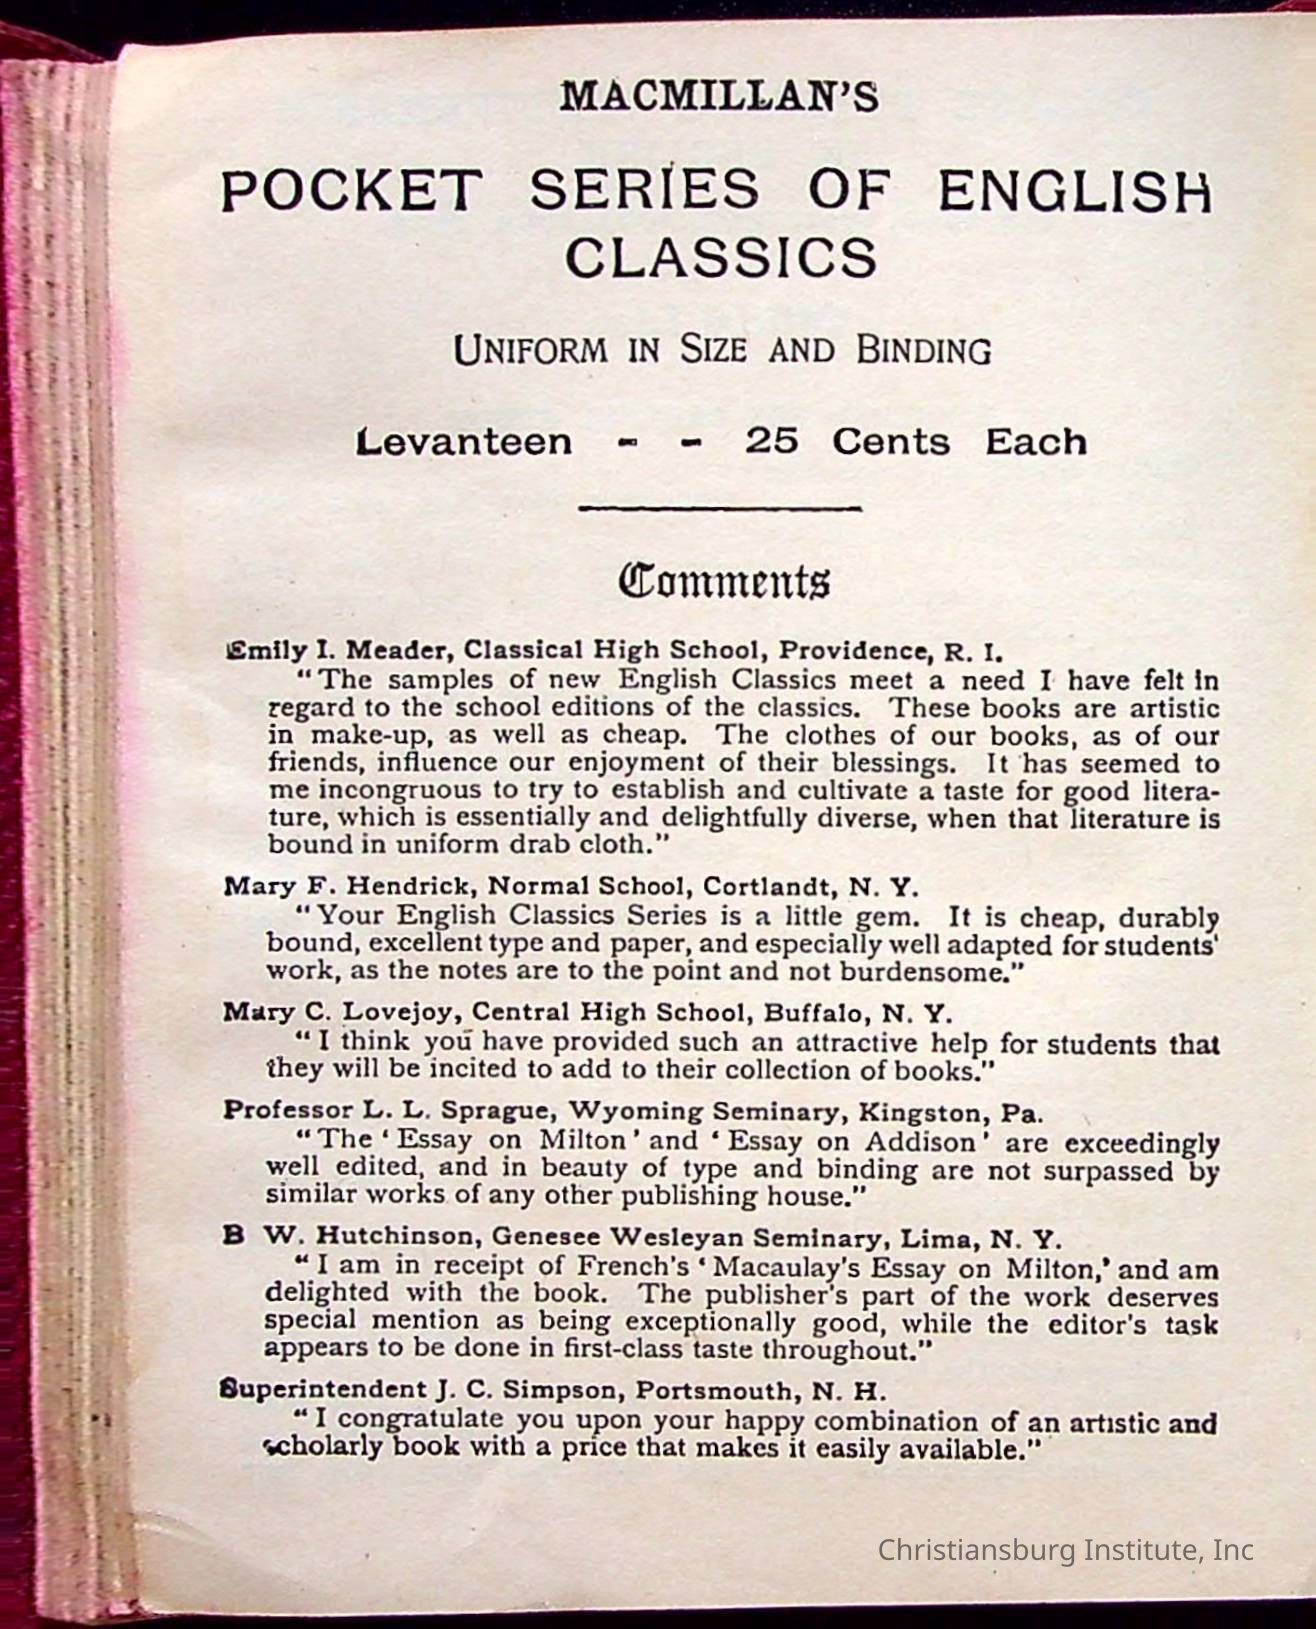 MACMILLAN'S
POCKET SERIES OF ENGLISH
CLASSICS
UNIFORM IN SIZE AND BINDING
Levanteen - - 25 Cents Each
Comments
Emily I. Meader, Classical High School, Providence, R. I.
"The samples of new English Classics meet a need I have felt in
regard to the school editions of the classics. These books are artistic
in make-up, as well as cheap. The clothes of our books, as of our
friends, influence our enjoyment of their blessings. It has seemed to
me incongruous to try to establish and cultivate a taste for good litera-
ture, which is essentially and delightfully diverse, when that literature is
bound in uniform drab cloth."
Mary F. Hendrick, Normal School, Cortlandt, N. Y.
"Your English Classics Series is a little gem. It is cheap, durably
bound, excellent type and paper, and especially well adapted for students'
work, as the notes are to the point and not burdensome."
Mary C. Lovejoy, Central High School, Buffalo, N. Y.
"I think you have provided such an attractive help for students that
they will be incited to add to their collection of books."
Professor L. L. Sprague, Wyoming Seminary, Kingston, Pa.
"The 'Essay on Milton' and 'Essay on Addison' are exceedingly
well edited, and in beauty of type and binding are not surpassed by
similar works of any other publishing house."
B W. Hutchinson, Genesee Wesleyan Seminary, Lima, N. Y.
"I am in receipt of French's 'Macaulay's Essay on Milton,' and am
delighted with the book. The publisher's part of the work deserves
special mention as being exceptionally good, while the editor's task
appears to be done in first-class taste throughout."
Superintendent J. C. Simpson, Portsmouth, N. H.
"I congratulate you upon your happy combination of an artistic and
scholarly book with a price that makes it easily available."
Christiansburg Institute, Inc